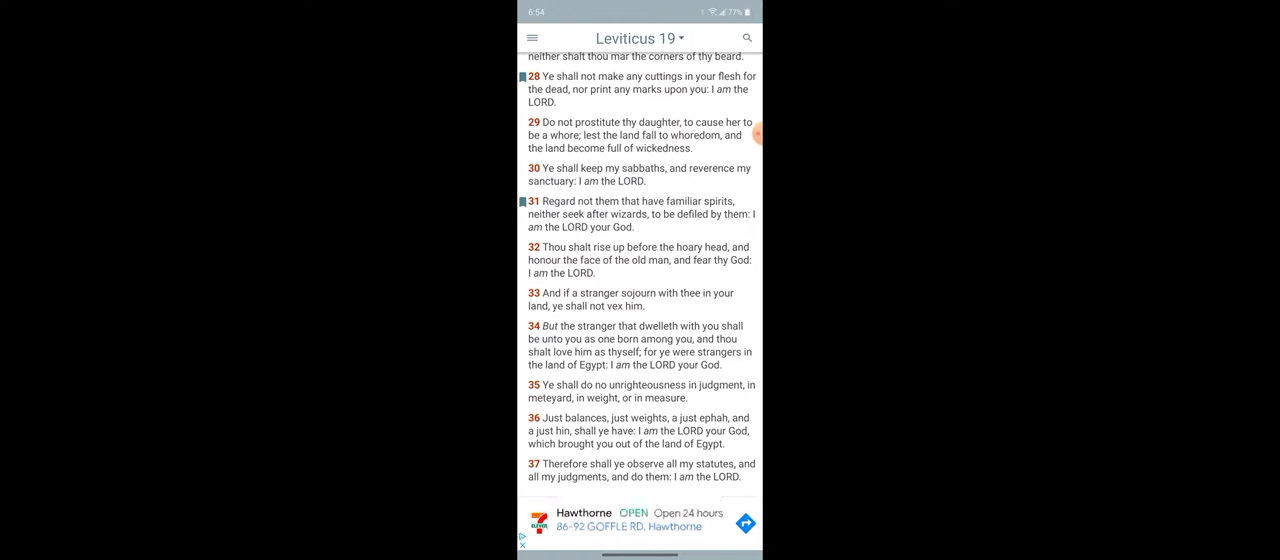 6:54
77%
Leviticus 19
neither shalt thou mar the corners of thy beard.
28 Ye shall not make any cuttings in your flesh for
the dead, nor print any marks upon you: I am the
LORD.
29 Do not prostitute thy daughter, to cause her to
be a whore; lest the land fall to whoredom, and
the land become full of wickedness.
30 Ye shall keep my sabbaths, and reverence my
sanctuary: I am the LORD.
31 Regard not them that have familiar spirits,
neither seek after wizards, to be defiled by them: I
am the LORD your God.
32 Thou shalt rise up before the hoary head, and
honour the face of the old man, and fear thy God:
I am the LORD.
33 And if a stranger sojourn with thee in your
land, ye shall not vex him.
34 But the stranger that dwelleth with you shall
be unto you as one born among you, and thou
shalt love him as thyself; for ye were strangers in
the land of Egypt: I am the LORD your God.
35 Ye shall do no unrighteousness in judgment, in
meteyard, in weight, or in measure.
36 Just balances, just weights, a just ephah, and
a just hin, shall ye have: I am the LORD your God,
which brought you out of the land of Egypt.
37 Therefore shall ye observe all my statutes, and
all my judgments, and do them: I am the LORD.
7 ELEVEN
Hawthorne OPEN Open 24 hours
86-92 GOFFLE RD, Hawthorne